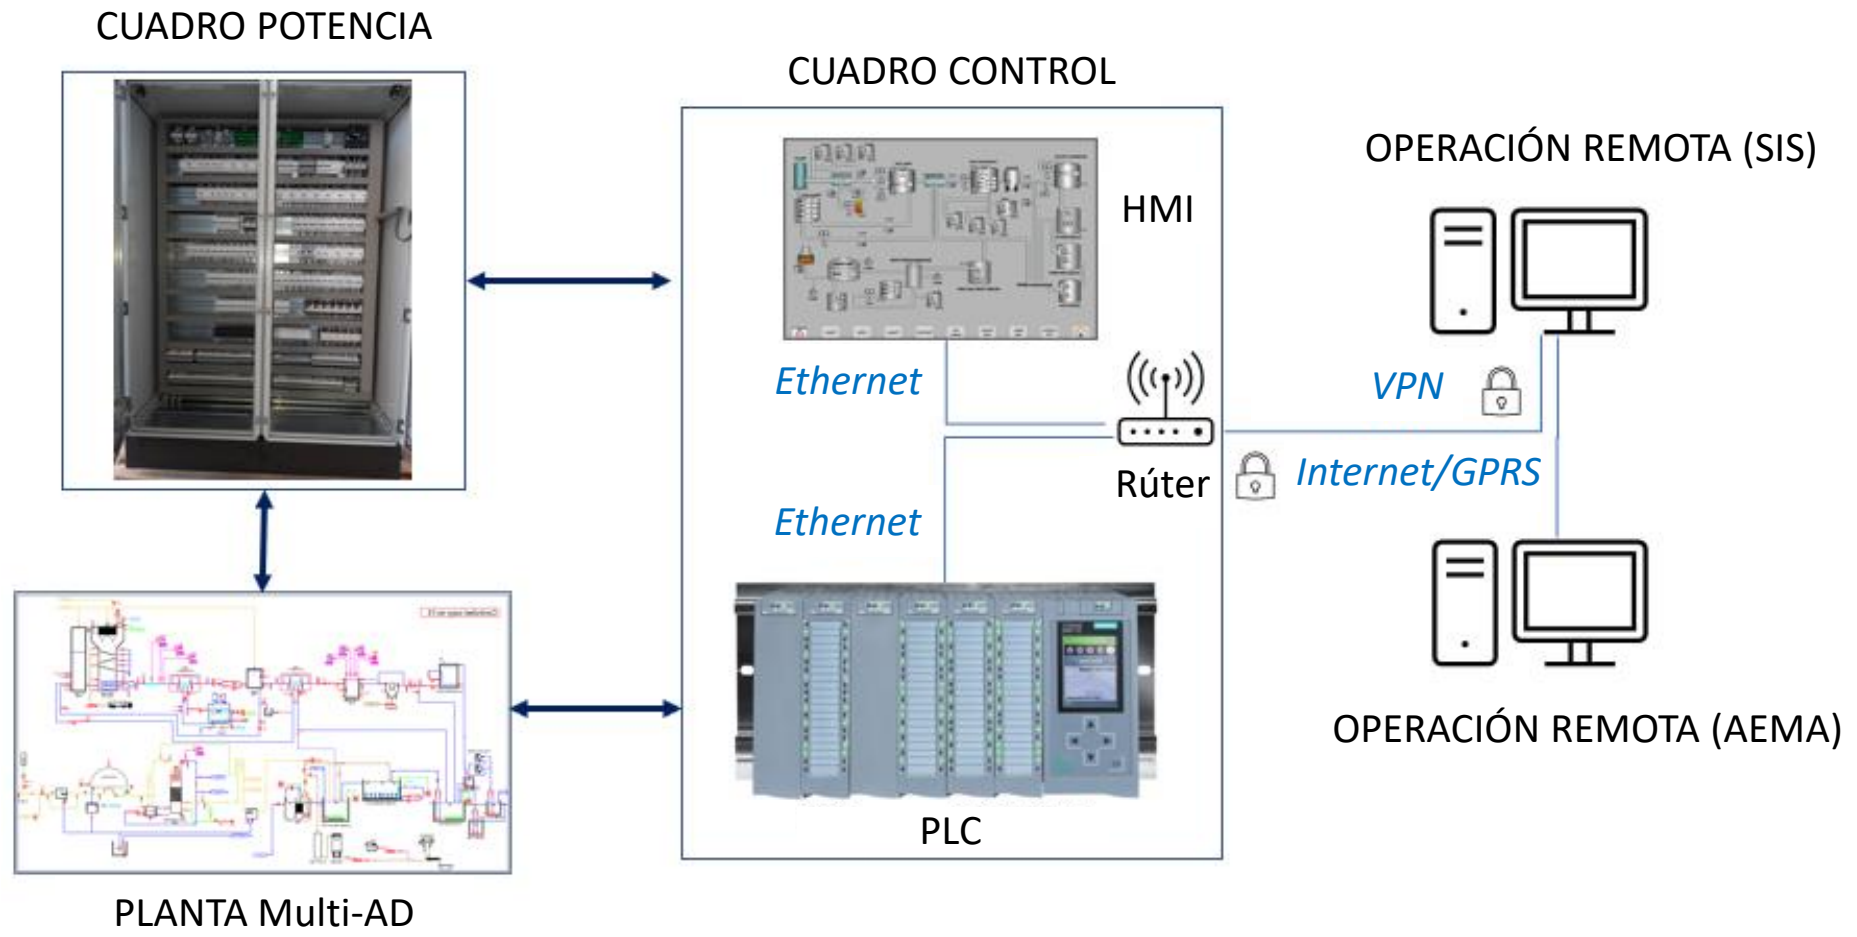 CUADRO POTENCIA
CUADRO CONTROL
OPERACIÓN REMOTA (SIS)
HMI
Ethernet
VPN
Rúter
Internet/GPRS
Ethernet
OPERACIÓN REMOTA (AEMA)
PLC
PLANTA Multi-AD